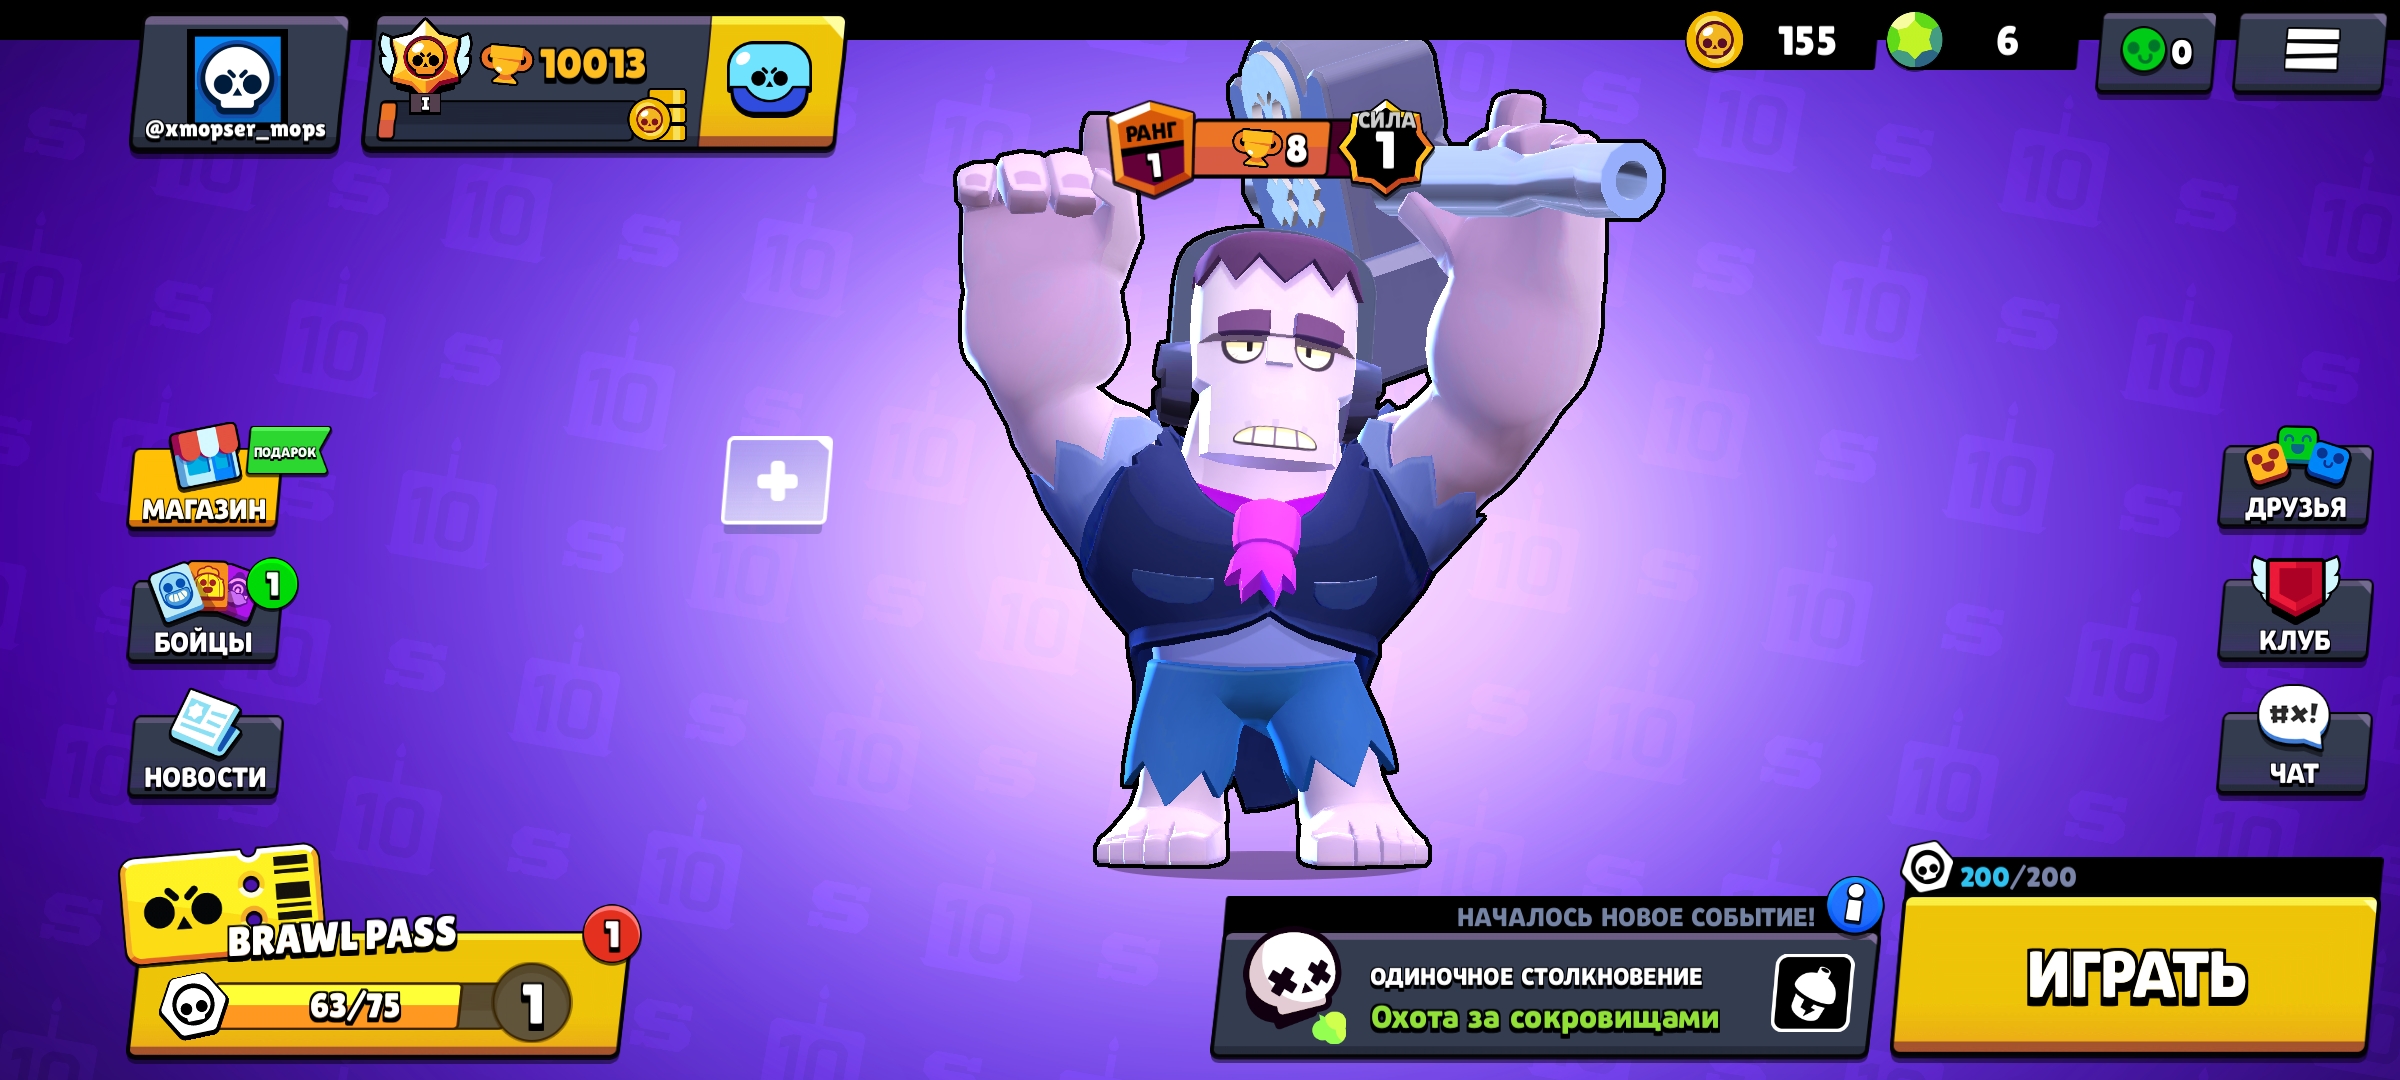 @xmopser_mops
I
10013
155
6
0
РАНГ
1
8
СИЛА
1
ПОДАРОК
МАГАЗИН
1
БОЙЦЫ
НОВОСТИ
ДРУЗЬЯ
КЛУБ
#×!
ЧАТ
BRAWL PASS
1
63/75
1
НАЧАЛОСЬ НОВОЕ СОБЫТИЕ!
i
ОДИНОЧНОЕ СТОЛКНОВЕНИЕ
Охота за сокровищами
200/200
ИГРАТЬ